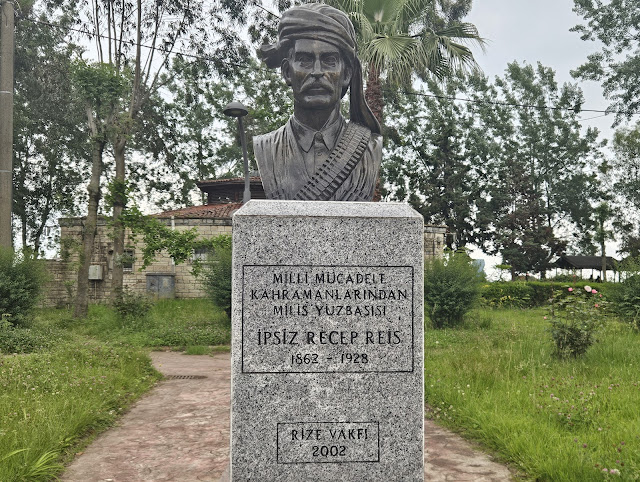 MİLLİ MÜCADELE
KAHRAMANLARINDAN
MİLİS YÜZBAŞISI
İPSİZ RECEP REİS
1862 - 1928
RİZE VAKFI
2002